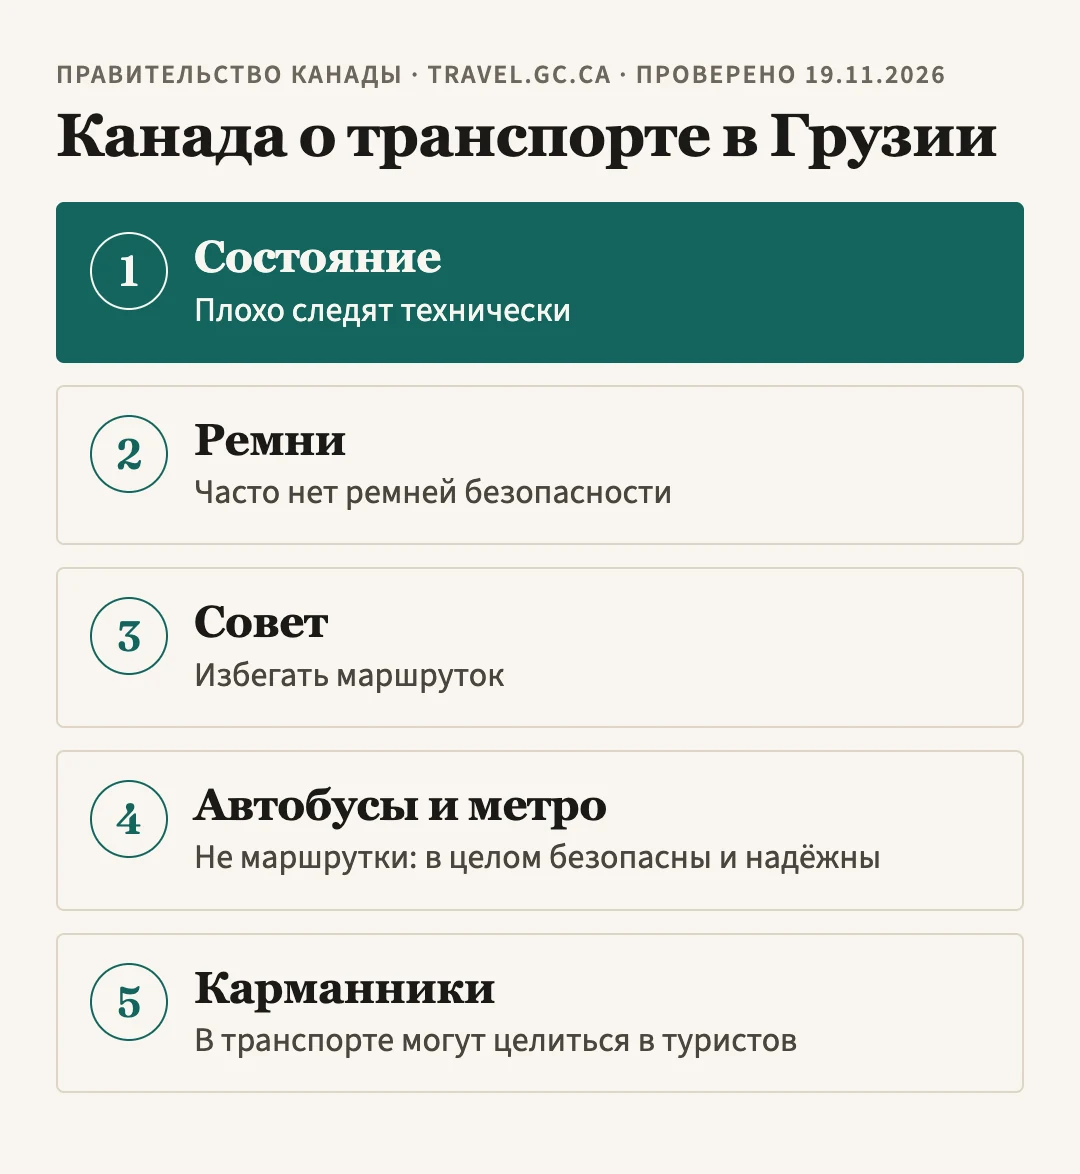 ПРАВИТЕЛЬСТВО КАНАДЫ · TRAVEL.GC.CA · ПРОВЕРЕНО 19.11.2026
Канада о транспорте в Грузии
1
Состояние
Плохо следят технически
2
Ремни
Часто нет ремней безопасности
3
Совет
Избегать маршруток
4
Автобусы и метро
Не маршрутки: в целом безопасны и надёжны
5
Карманники
В транспорте могут целиться в туристов